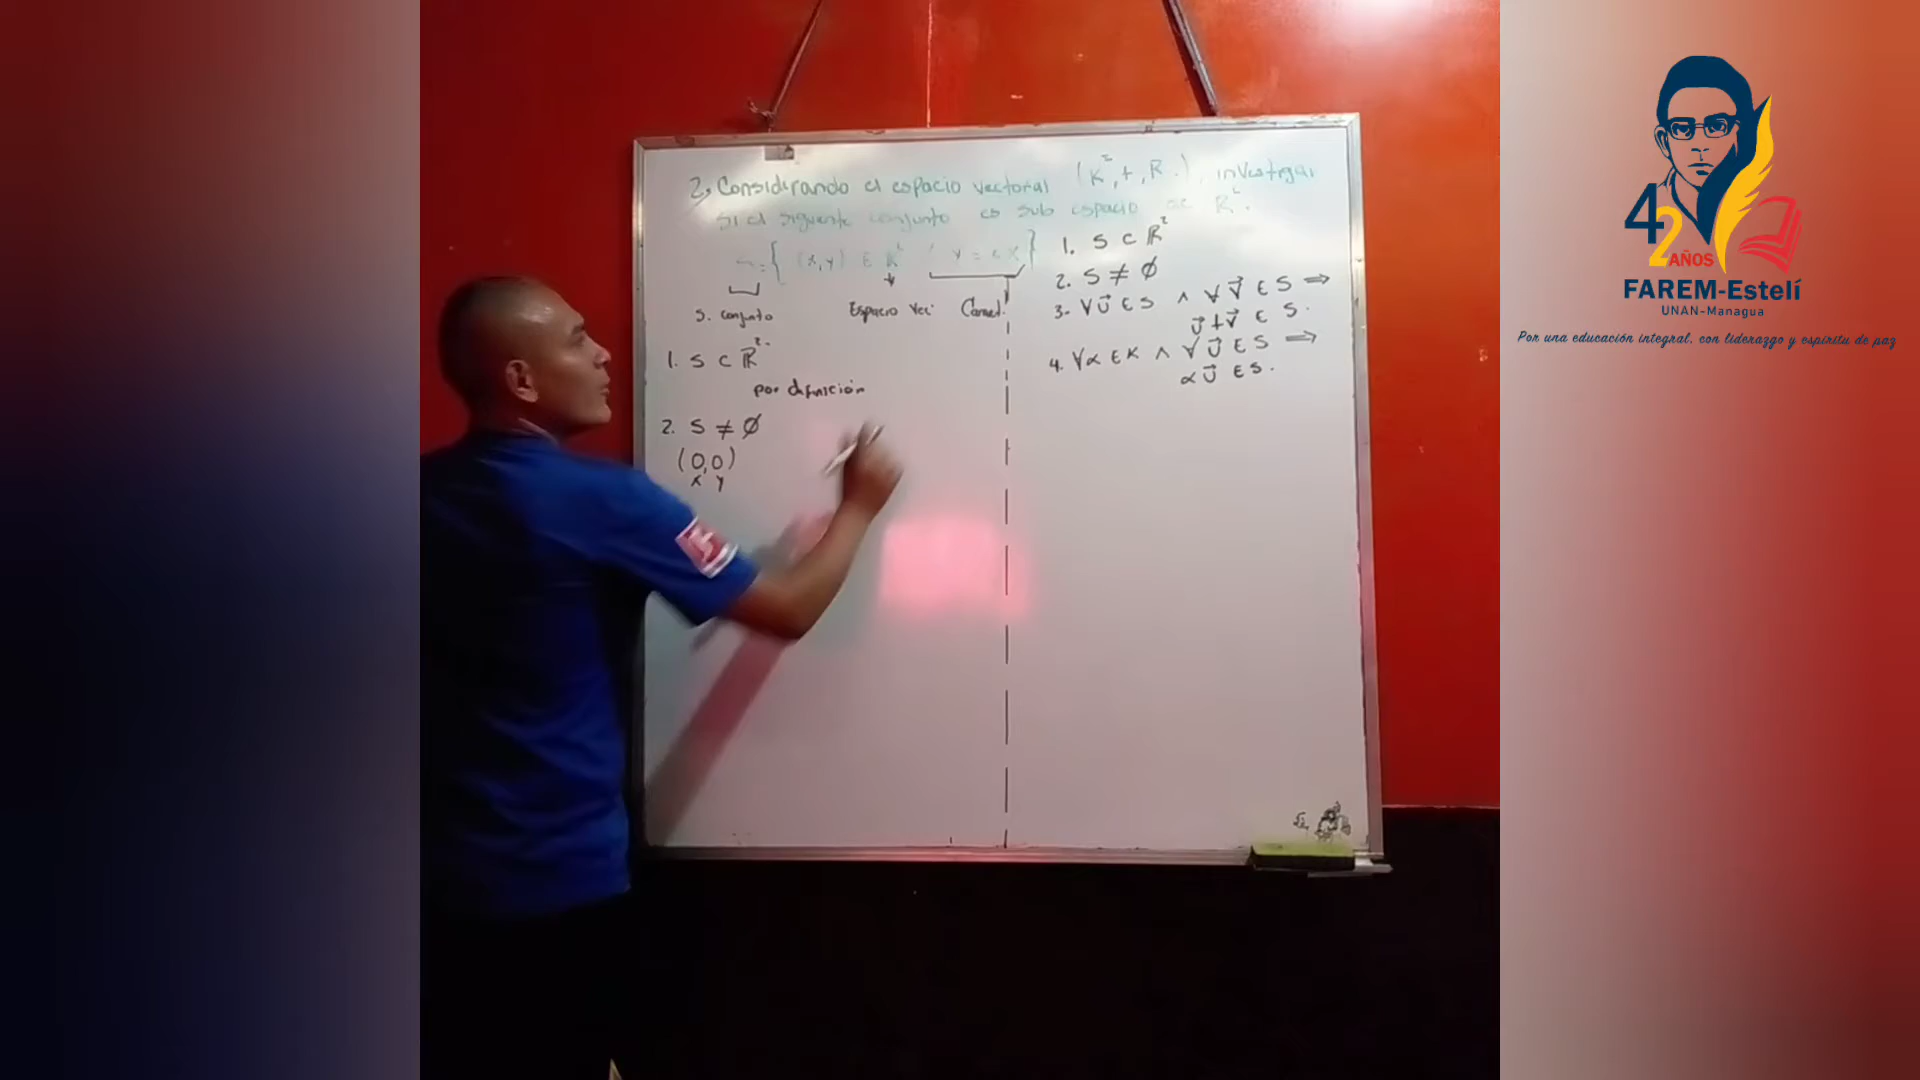 2, Considerando el espacio vectorial (R², +, R .), investigar
si el siguiente conjunto es sub espacio de R².
S = { (x,y) ∈ R² / y = x }
S. conjunto
Espacio Vec.
1. S ⊂ R².
por definición
2. S ≠ ∅
(0,0)
x y
1. S ⊂ R²
2. S ≠ ∅
3. ∀ U⃗ ∈ S ∧ ∀ V⃗ ∈ S ⇒
U⃗ + V⃗ ∈ S.
4. ∀ α ∈ K ∧ ∀ U⃗ ∈ S ⇒
α U⃗ ∈ S.
42
AÑOS
FAREM-Estelí
UNAN-Managua
Por una educación integral, con liderazgo y espíritu de paz